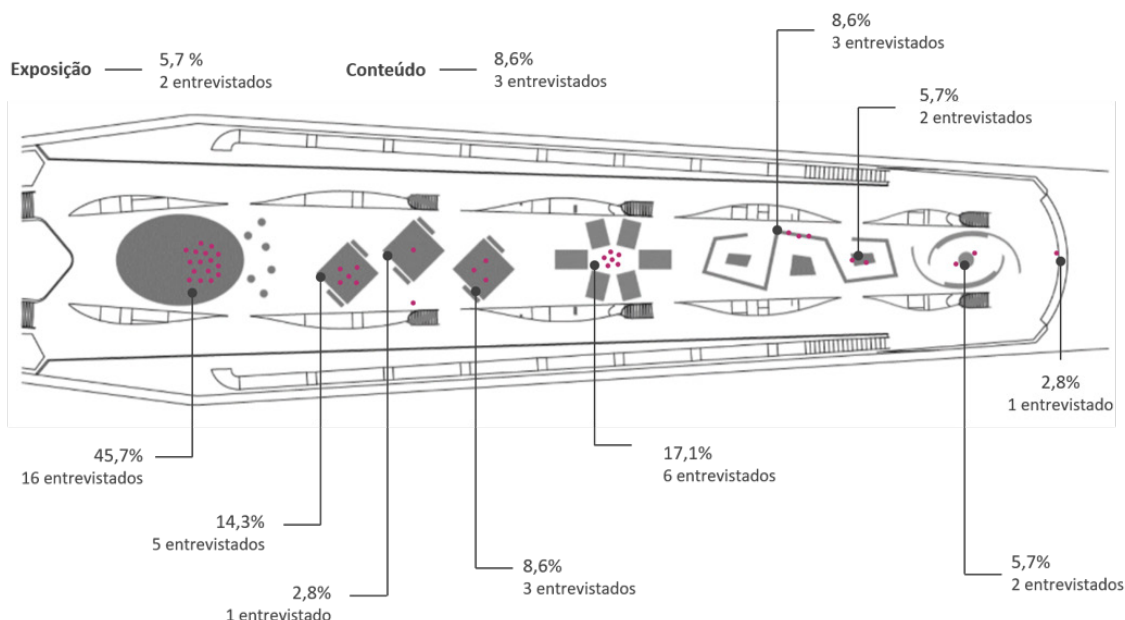 8,6%
3 entrevistados
5,7 %
Exposição
2 entrevistados
8,6%
Conteúdo
3 entrevistados
5,7%
2 entrevistados
2,8%
1 entrevistado
45,7%
16 entrevistados
17,1%
6 entrevistados
14,3%
5 entrevistados
8,6%
3 entrevistados
5,7%
2 entrevistados
2,8%
1 entrevistado